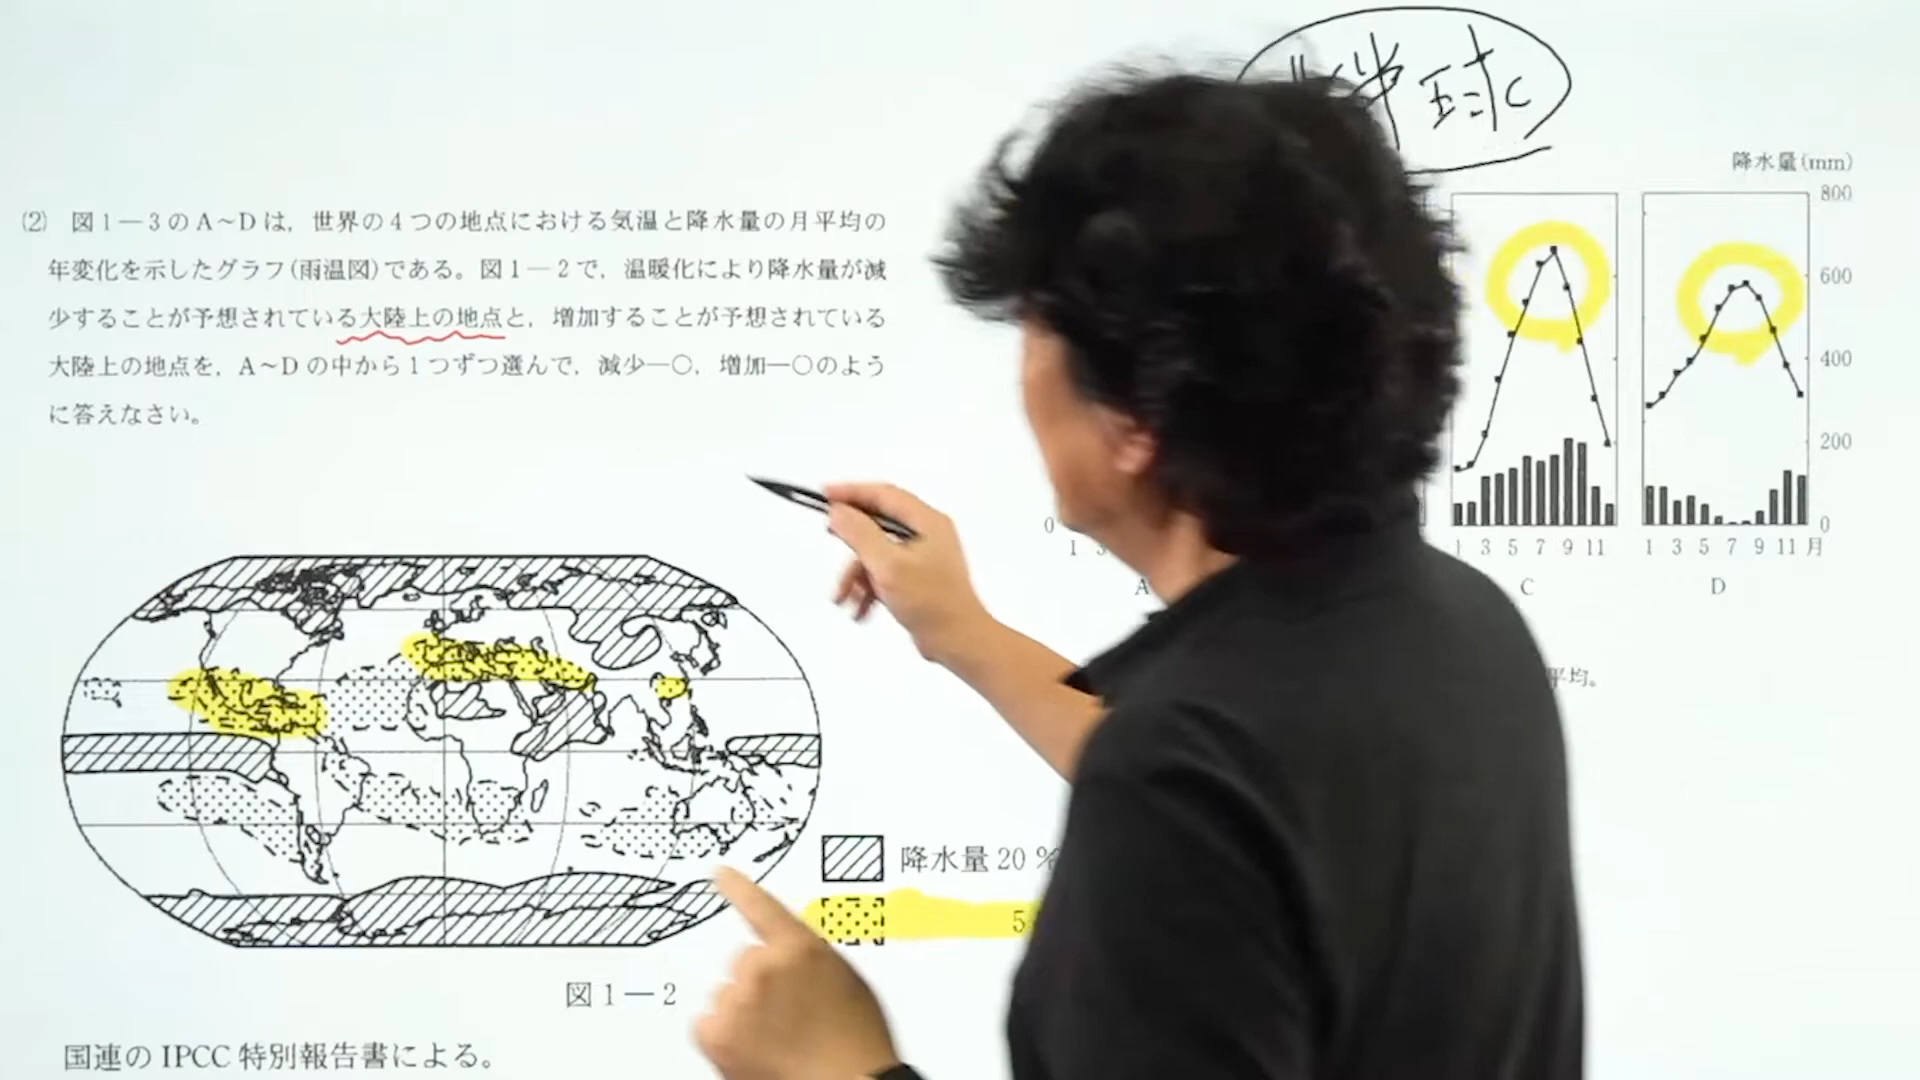 半球
降水量(mm)
(2) 図1―3のA～Dは，世界の4つの地点における気温と降水量の月平均の
年変化を示したグラフ(雨温図)である。図1―2で，温暖化により降水量が減
少することが予想されている大陸上の地点と，増加することが予想されている
大陸上の地点を，A～Dの中から1つずつ選んで，減少―○，増加―○のよう
に答えなさい。
800
600
400
200
0
0
1 3
1 3 5 7 9 11
1 3 5 7 9 11 月
A
C
D
平均。
降水量 20 %
5
図1―2
国連の IPCC 特別報告書による。